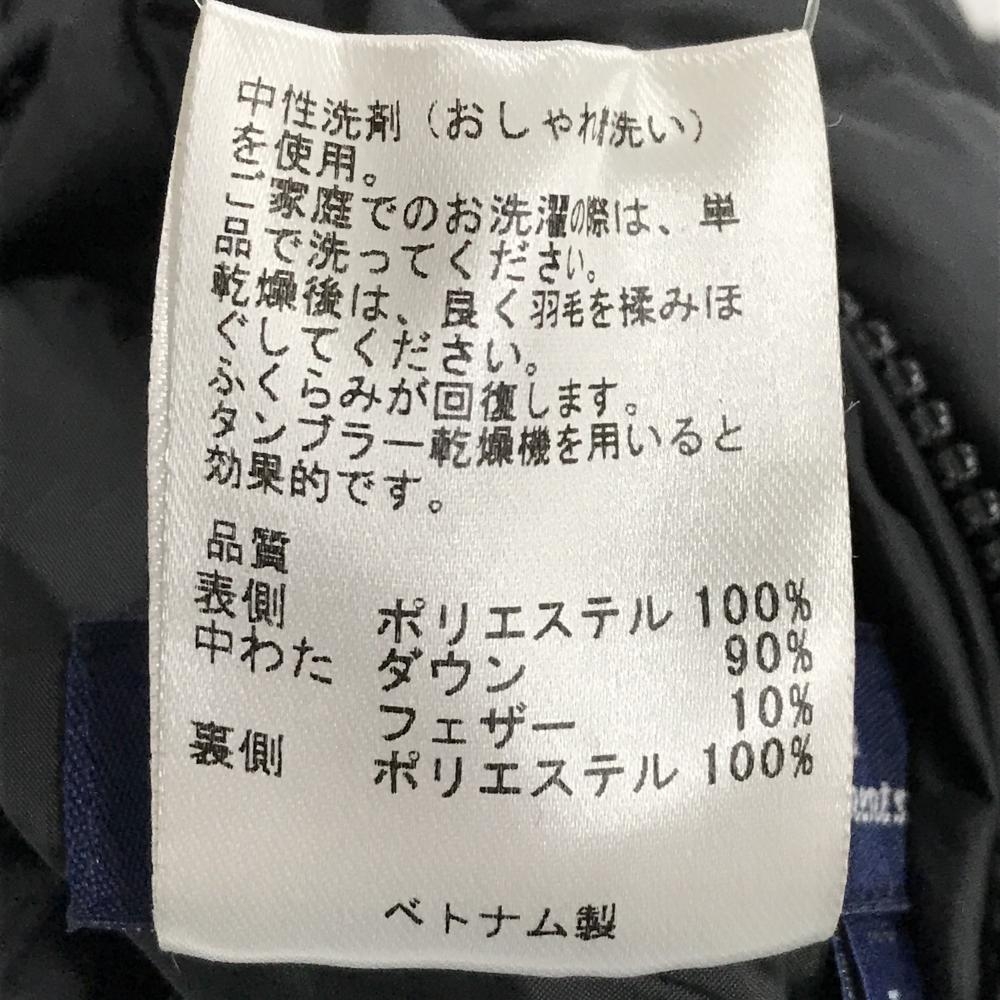 中性洗剤（おしゃれ洗い）
を使用。
ご家庭でのお洗濯の際は、単
品で洗ってください。
乾燥後は、良く羽毛を揉みほ
ぐしてください。
ふくらみが回復します。
タンブラー乾燥機を用いると
効果的です。
品質
表側 ポリエステル 100%
中わた ダウン 90%
フェザー 10%
裏側 ポリエステル 100%
ベトナム製